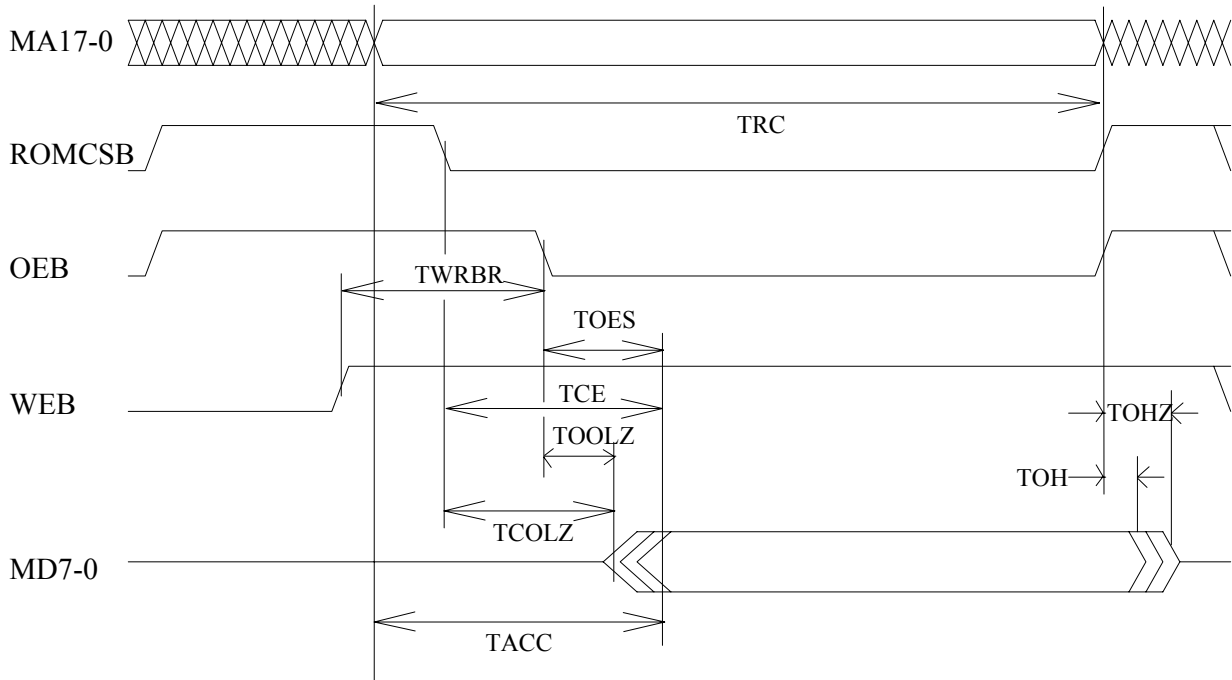 MA17-0
TRC
ROMCSB
OEB
TWRBR
TOES
WEB
TCE
TOHZ
TOOLZ
TOH
TCOLZ
MD7-0
TACC